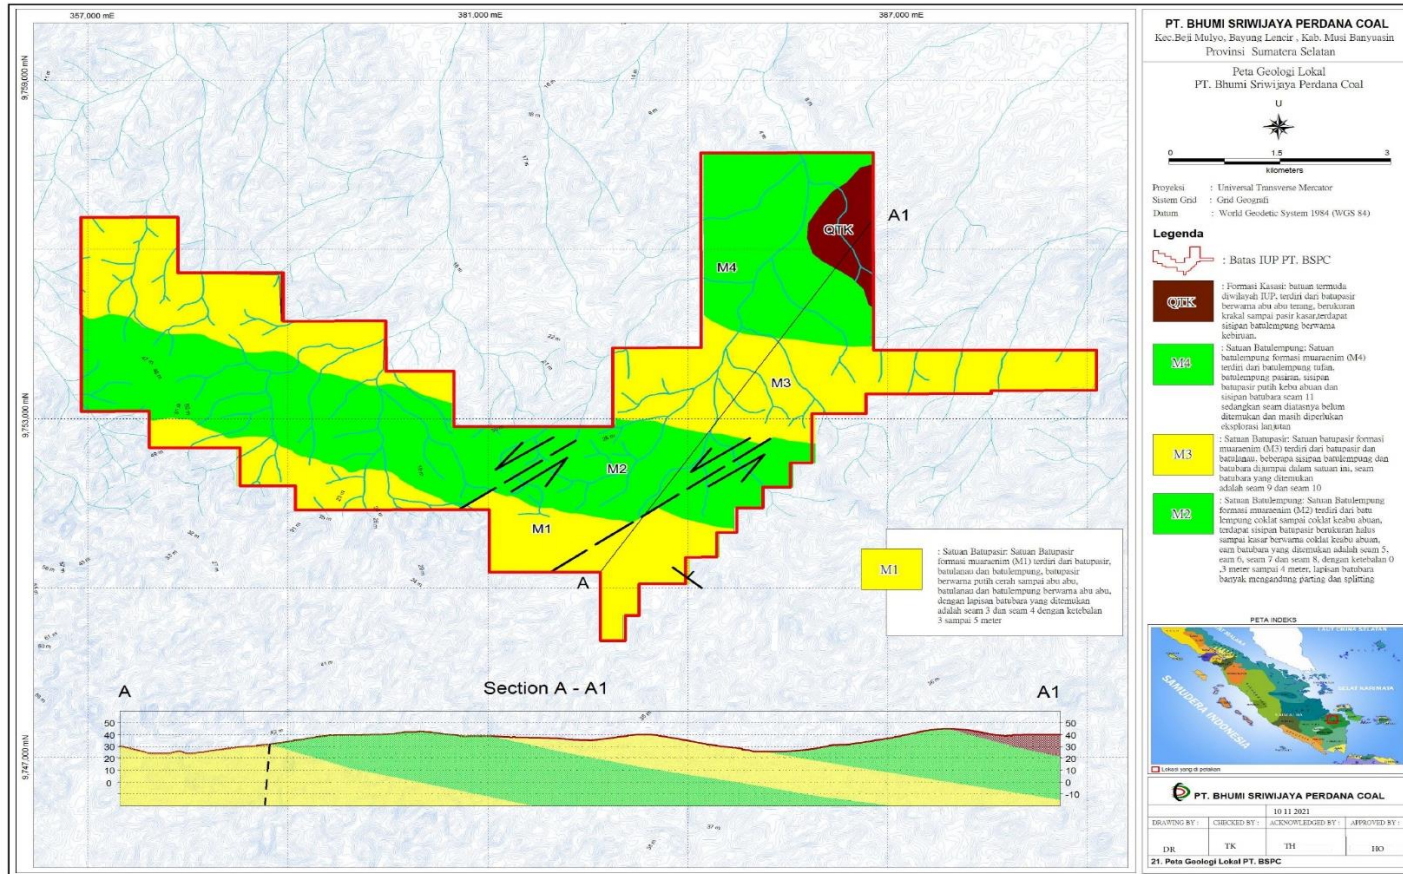 357,000 mE
381,000 mE
387,000 mE
9,759,000 mN
9,753,000 mN
9,747,000 mN
A1
QTK
M4
M3
M2
M1
A
Section A - A1
A
A1
50
40
30
20
10
0
50
40
30
20
10
0
-10
M1
: Satuan Batupasir: Satuan Batupasir
formasi muaraenim (M1) terdiri dari batupasir,
batulanau dan batulempung, batupasir
berwarna putih cerah sampai abu abu,
batulanau dan batulempung berwarna abu abu,
dengan lapisan batubara yang ditemukan
adalah seam 3 dan seam 4 dengan ketebalan
3 sampai 5 meter
PT. BHUMI SRIWIJAYA PERDANA COAL
Kec.Beji Mulyo, Bayung Lencir , Kab. Musi Banyuasin
Provinsi Sumatera Selatan
Peta Geologi Lokal
PT. Bhumi Sriwijaya Perdana Coal
U
0 1.5 3
kilometers
Proyeksi : Universal Transverse Mercator
Sistem Grid : Grid Geografi
Datum : World Geodetic System 1984 (WGS 84)
Legenda
: Batas IUP PT. BSPC
QTK
: Formasi Kasasi: batuan termuda
diwilayah IUP, terdiri dari batupasir
berwarna abu abu terang, berukuran
krakal sampai pasir kasar,terdapat
sisipan batulempung berwarna
kebiruan.
M4
: Satuan Batulempung: Satuan
batulempung formasi muaraenim (M4)
terdiri dari batulempung tufan,
batulempung pasiran, sisipan
batupasir putih kebu abuan dan
sisipan batubara seam 11
sedangkan seam diatasnya belum
ditemukan dan masih diperlukan
eksplorasi lanjutan
M3
: Satuan Batupasir: Satuan batupasir formasi
muaraenim (M3) terdiri dari batupasir dan
batulanau, beberapa sisipan batulempung dan
batubara dijumpai dalam satuan ini, seam
batubara yang ditemukan
adalah seam 9 dan seam 10
M2
: Satuan Batulempung: Satuan Batulempung
formasi muaraenim (M2) terdiri dari batu
lempung coklat sampai coklat keabu abuan,
terdapat sisipan batupasir berukuran halus
sampai kasar berwarna coklat keabu abuan,
eam batubara yang ditemukan adalah seam 5,
eam 6, seam 7 dan seam 8, dengan ketebalan 0
,3 meter sampai 4 meter, lapisan batubara
banyak mengandung parting dan splitting
PETA INDEKS
SAMUDERA INDONESIA
Lokasi yang di petakan
PT. BHUMI SRIWIJAYA PERDANA COAL
10 11 2021
DRAWING BY : CHECKED BY : ACKNOWLEDGED BY : APPROVED BY :
DR TK TH HO
21. Peta Geologi Lokal PT. BSPC